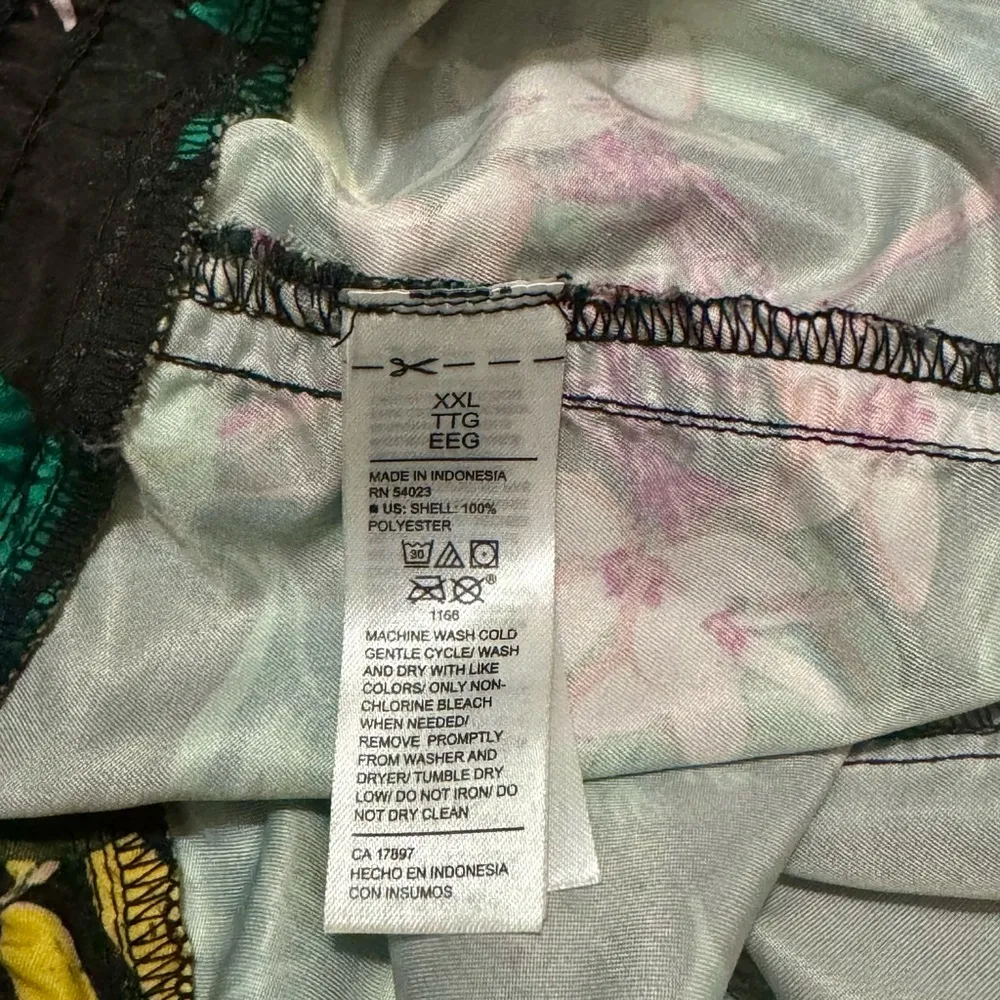 XXL
TTG
EEG
MADE IN INDONESIA
RN 54023
US: SHELL: 100%
POLYESTER
30
®
1166
MACHINE WASH COLD
GENTLE CYCLE/ WASH
AND DRY WITH LIKE
COLORS/ ONLY NON-
CHLORINE BLEACH
WHEN NEEDED/
REMOVE PROMPTLY
FROM WASHER AND
DRYER/ TUMBLE DRY
LOW/ DO NOT IRON/ DO
NOT DRY CLEAN
CA 17897
HECHO EN INDONESIA
CON INSUMOS